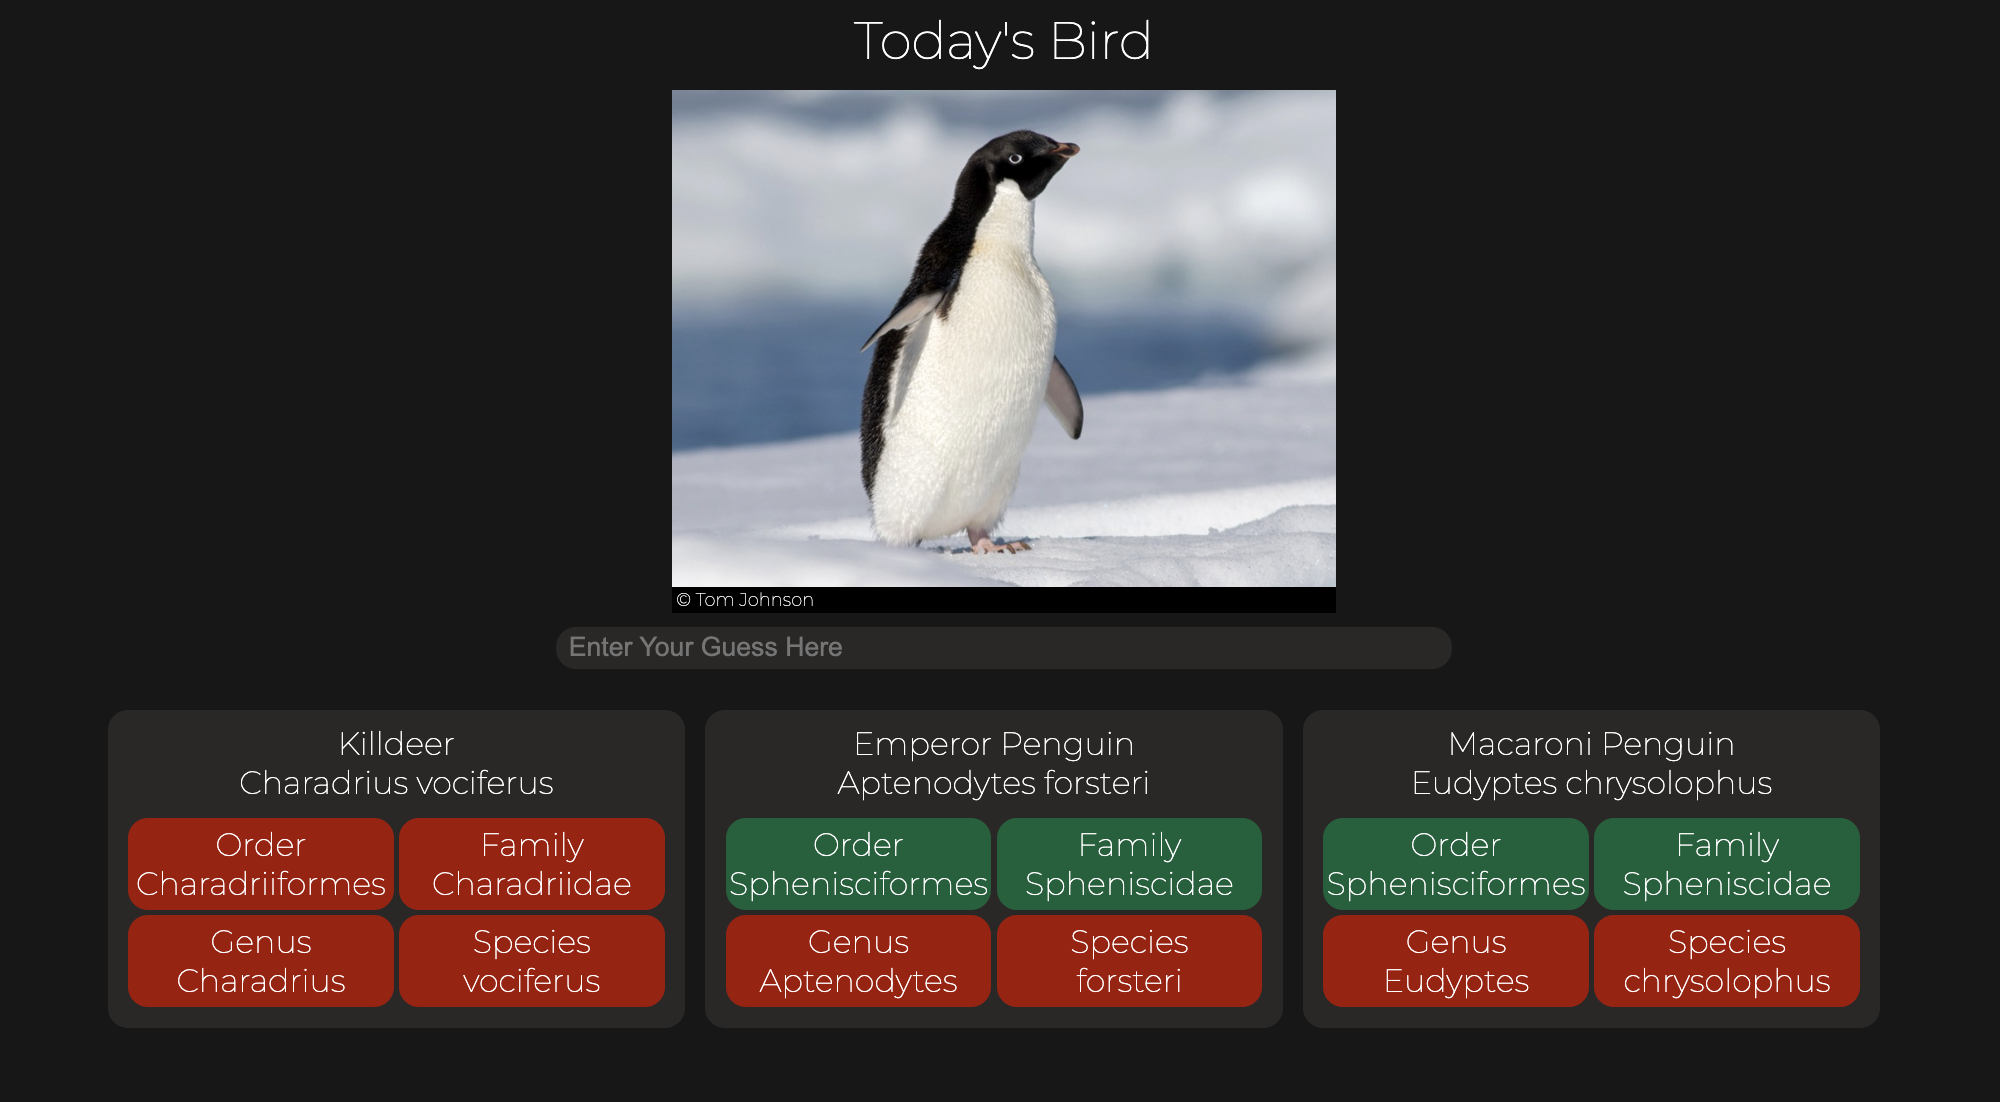 Today's Bird
© Tom Johnson
Enter Your Guess Here
Killdeer
Charadrius vociferus
Order
Charadriiformes
Family
Charadriidae
Genus
Charadrius
Species
vociferus
Emperor Penguin
Aptenodytes forsteri
Order
Sphenisciformes
Family
Spheniscidae
Genus
Aptenodytes
Species
forsteri
Macaroni Penguin
Eudyptes chrysolophus
Order
Sphenisciformes
Family
Spheniscidae
Genus
Eudyptes
Species
chrysolophus